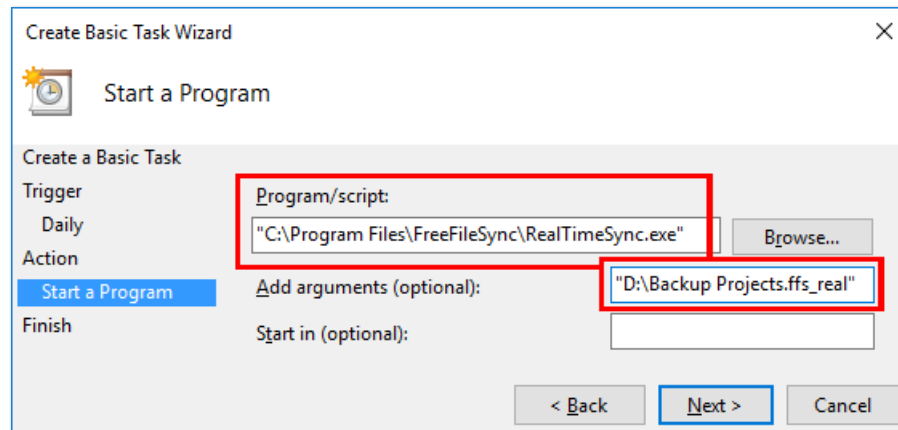 Create Basic Task Wizard
Start a Program
Create a Basic Task
Trigger
Daily
Action
Start a Program
Finish
Program/script:
"C:\Program Files\FreeFileSync\RealTimeSync.exe"
Browse...
Add arguments (optional):
"D:\Backup Projects.ffs_real"
Start in (optional):
< Back
Next >
Cancel